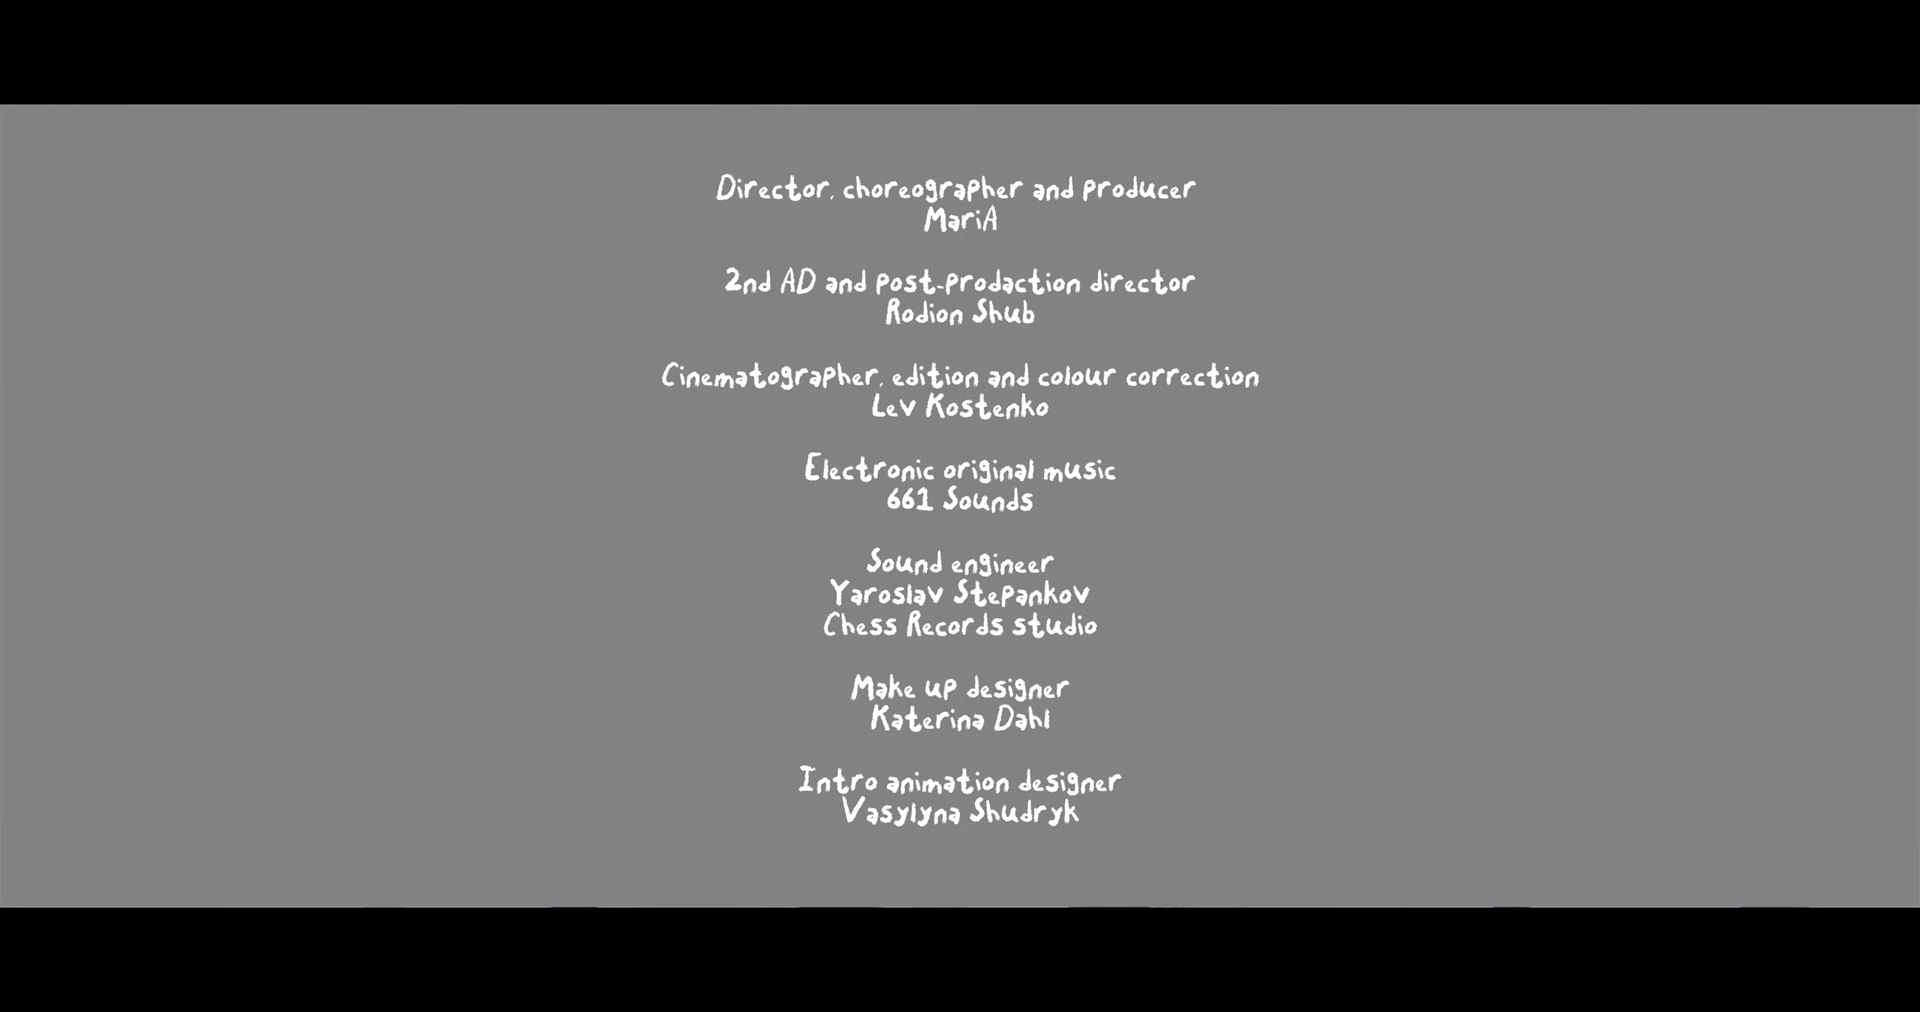 Director, choreographer and producer
MariA
2nd AD and post-prodaction director
Rodion Shub
Cinematographer, edition and colour correction
Lev Kostenko
Electronic original music
661 Sounds
Sound engineer
Yaroslav Stepankov
Chess Records studio
Make up designer
Katerina Dahl
Intro animation designer
Vasylyna Shudryk